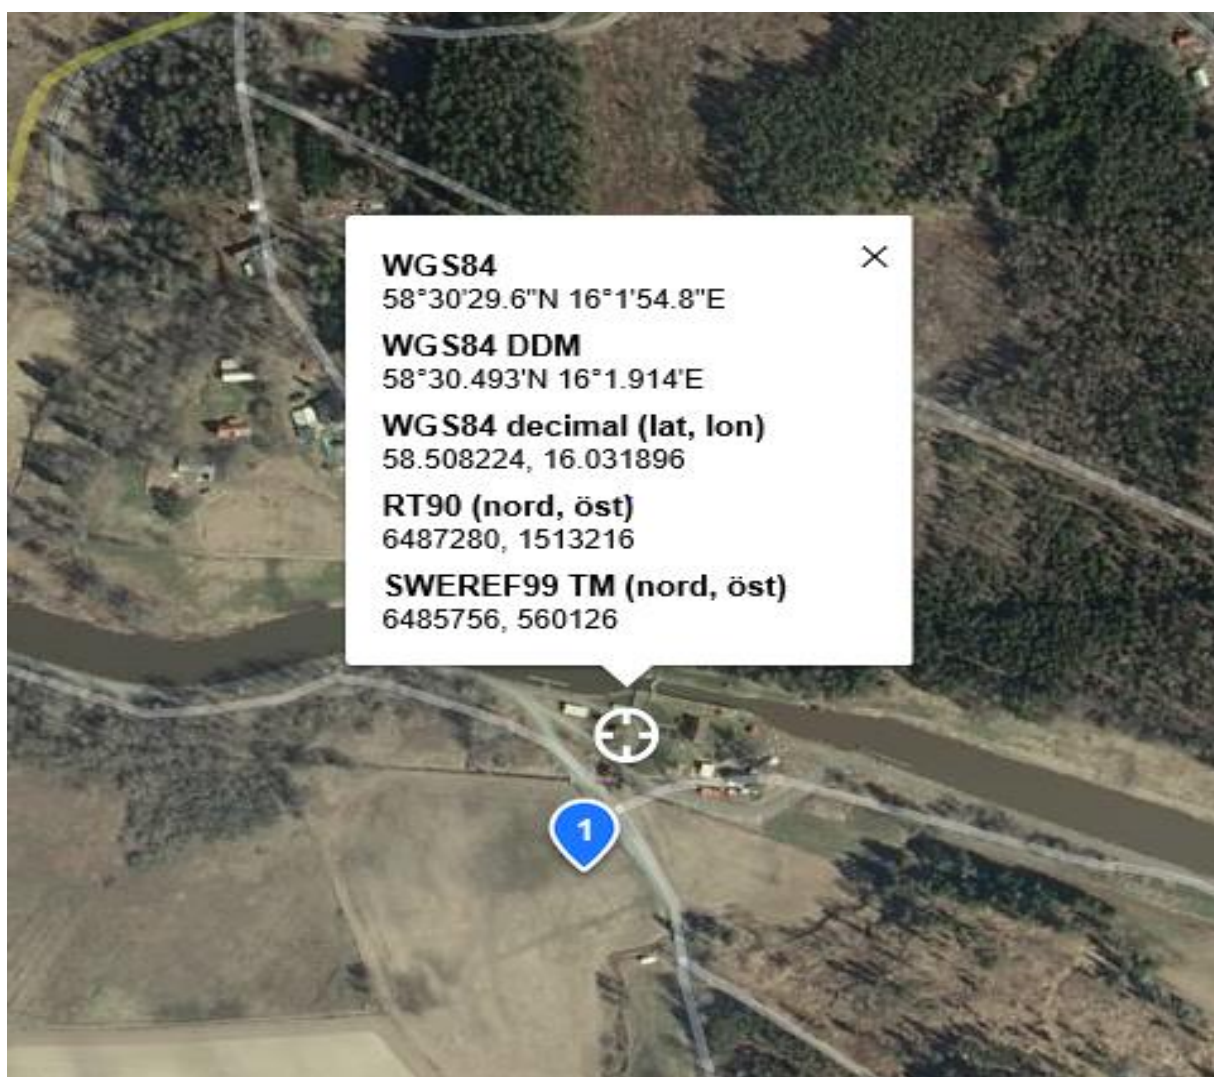 WGS84
58°30'29.6"N 16°1'54.8"E
WGS84 DDM
58°30.493'N 16°1.914'E
WGS84 decimal (lat, lon)
58.508224, 16.031896
RT90 (nord, öst)
6487280, 1513216
SWEREF99 TM (nord, öst)
6485756, 560126
1